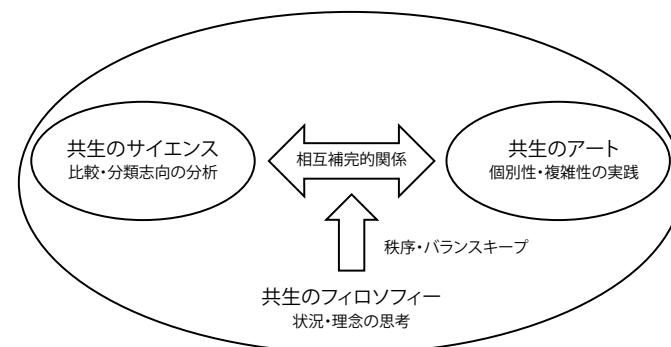 共生のサイエンス
比較・分類志向の分析
相互補完的関係
共生のアート
個別性・複雑性の実践
秩序・バランスキープ
共生のフィロソフィー
状況・理念の思考